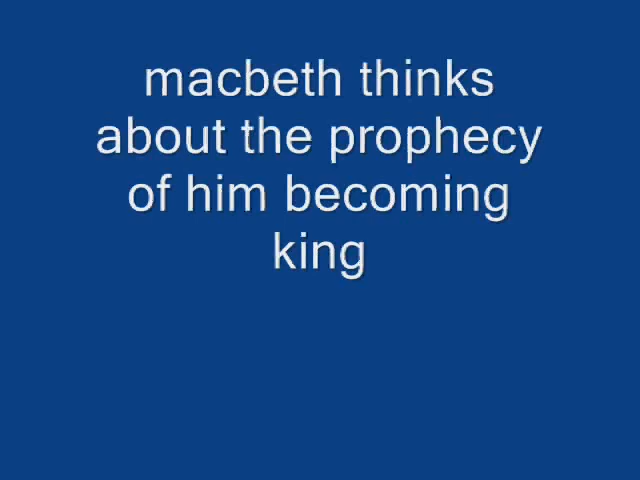 macbeth thinks
about the prophecy
of him becoming
king